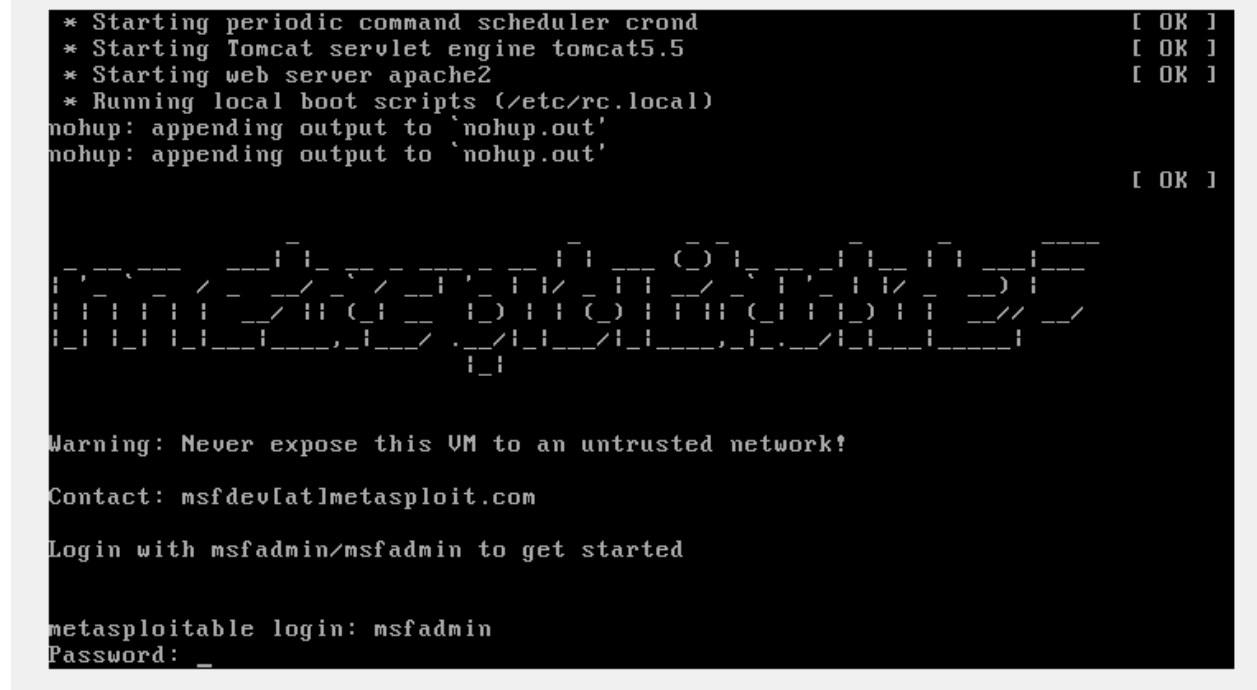 * Starting periodic command scheduler crond [ OK ]
* Starting Tomcat servlet engine tomcat5.5 [ OK ]
* Starting web server apache2 [ OK ]
* Running local boot scripts (/etc/rc.local)
nohup: appending output to `nohup.out'
nohup: appending output to `nohup.out'
[ OK ]
metasploitable2
Warning: Never expose this VM to an untrusted network!
Contact: msfdev[at]metasploit.com
Login with msfadmin/msfadmin to get started
metasploitable login: msfadmin
Password: _